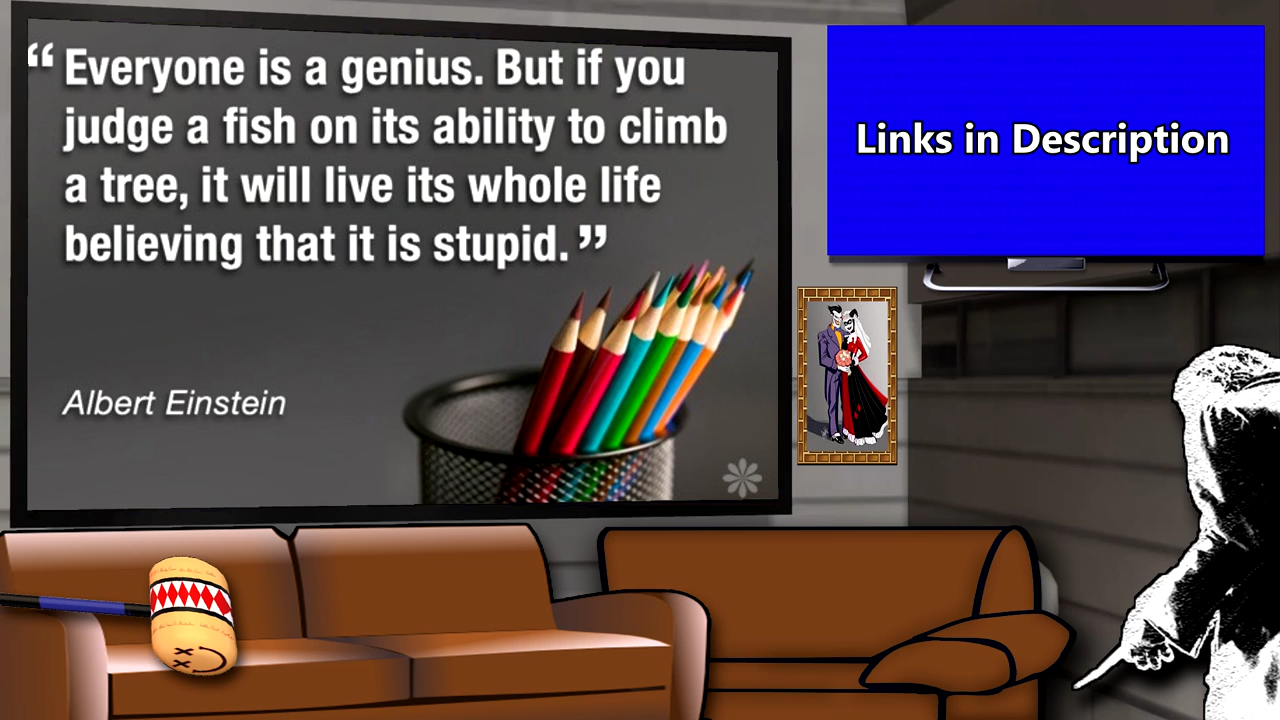 “Everyone is a genius. But if you
judge a fish on its ability to climb
a tree, it will live its whole life
believing that it is stupid.”
Albert Einstein
Links in Description